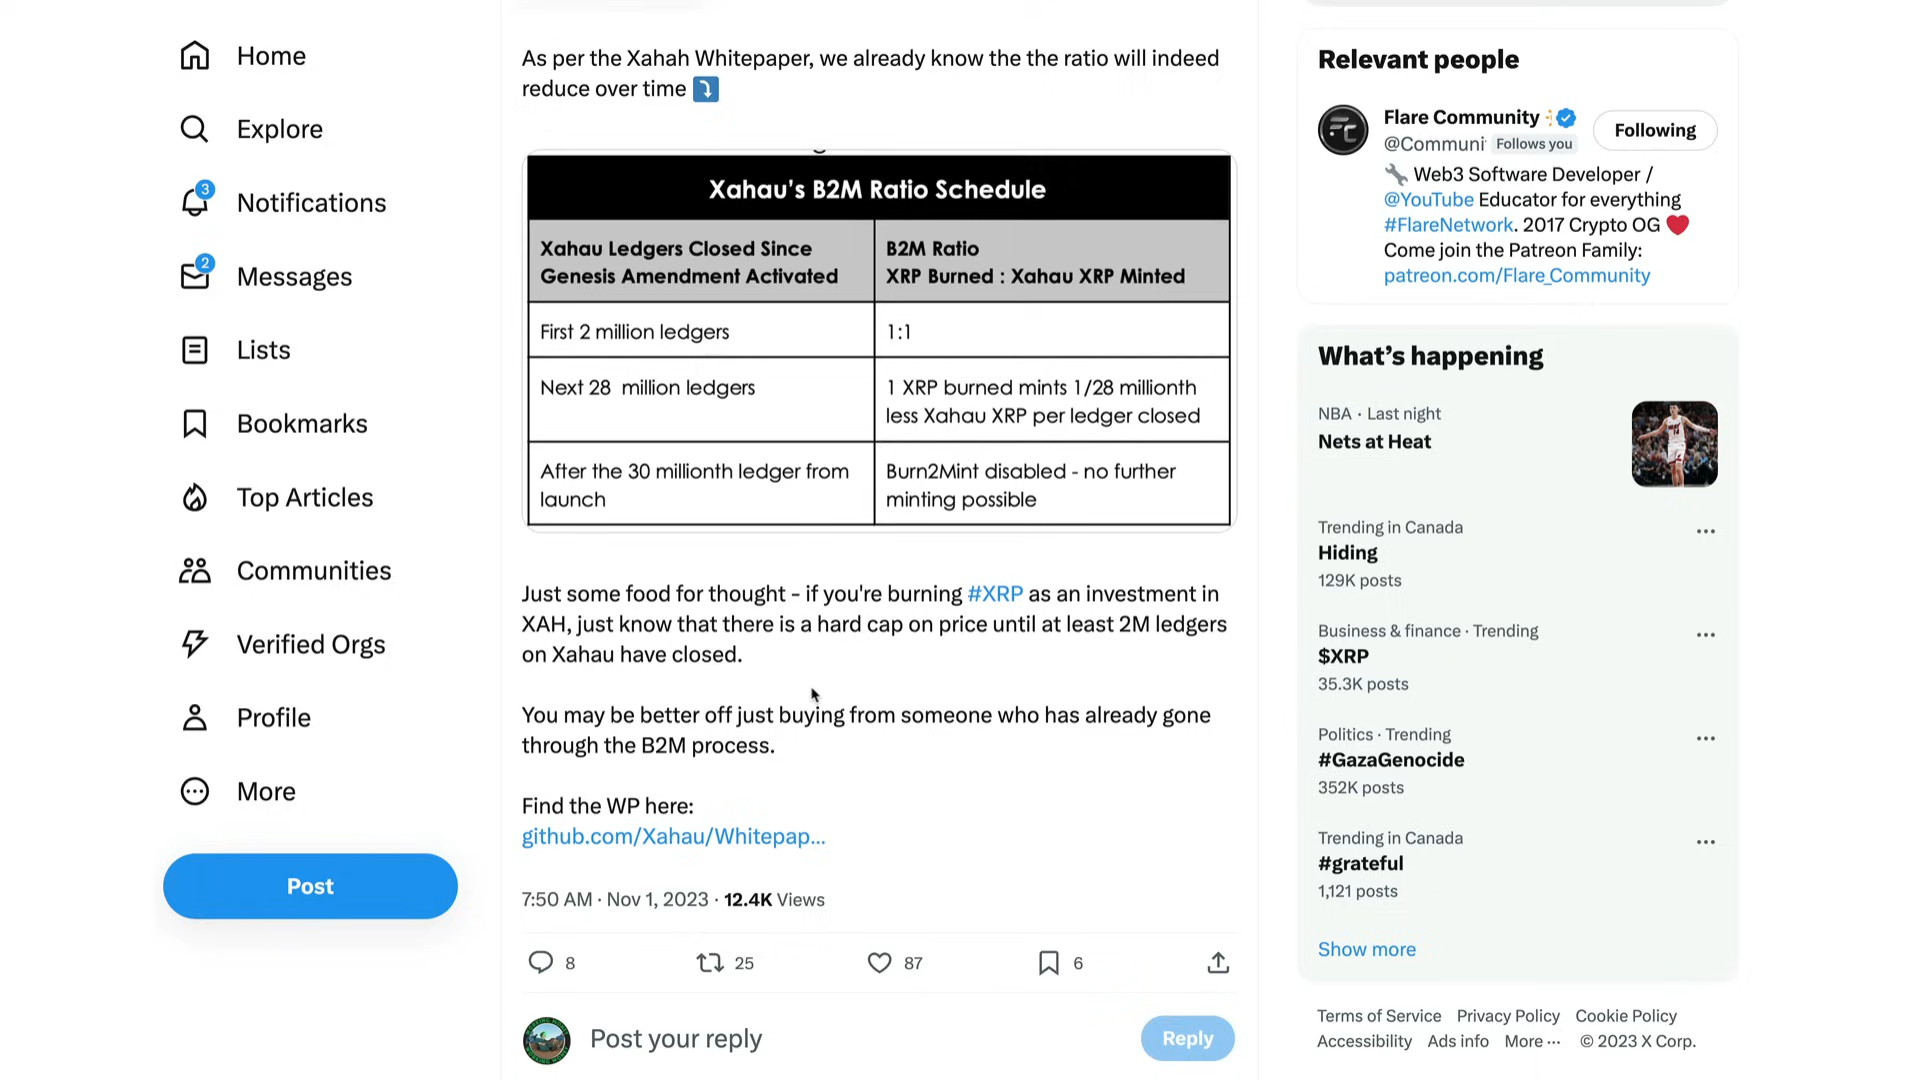 Home
Explore
3
Notifications
2
Messages
Lists
Bookmarks
Top Articles
Communities
Verified Orgs
Profile
More
Post
As per the Xahah Whitepaper, we already know the the ratio will indeed
reduce over time ⤵️
Xahau's B2M Ratio Schedule
Xahau Ledgers Closed Since
Genesis Amendment Activated
B2M Ratio
XRP Burned : Xahau XRP Minted
First 2 million ledgers
1:1
Next 28 million ledgers
1 XRP burned mints 1/28 millionth
less Xahau XRP per ledger closed
After the 30 millionth ledger from
launch
Burn2Mint disabled - no further
minting possible
Just some food for thought - if you're burning #XRP as an investment in
XAH, just know that there is a hard cap on price until at least 2M ledgers
on Xahau have closed.
You may be better off just buying from someone who has already gone
through the B2M process.
Find the WP here:
github.com/Xahau/Whitepap...
7:50 AM · Nov 1, 2023 · 12.4K Views
8 25 87 6
Post your reply
Reply
Relevant people
Flare Community
@Communi Follows you
Following
🔧 Web3 Software Developer /
@YouTube Educator for everything
#FlareNetwork. 2017 Crypto OG ❤️
Come join the Patreon Family:
patreon.com/Flare_Community
What's happening
NBA · Last night
Nets at Heat
Trending in Canada
Hiding
129K posts
Business & finance · Trending
$XRP
35.3K posts
Politics · Trending
#GazaGenocide
352K posts
Trending in Canada
#grateful
1,121 posts
Show more
Terms of Service Privacy Policy Cookie Policy
Accessibility Ads info More ··· © 2023 X Corp.